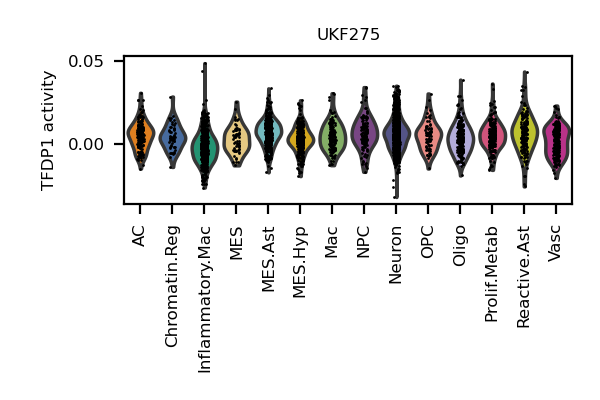 UKF275
TFDP1 activity
0.05
0.00
AC
Chromatin.Reg
Inflammatory.Mac
MES
MES.Ast
MES.Hyp
Mac
NPC
Neuron
OPC
Oligo
Prolif.Metab
Reactive.Ast
Vasc